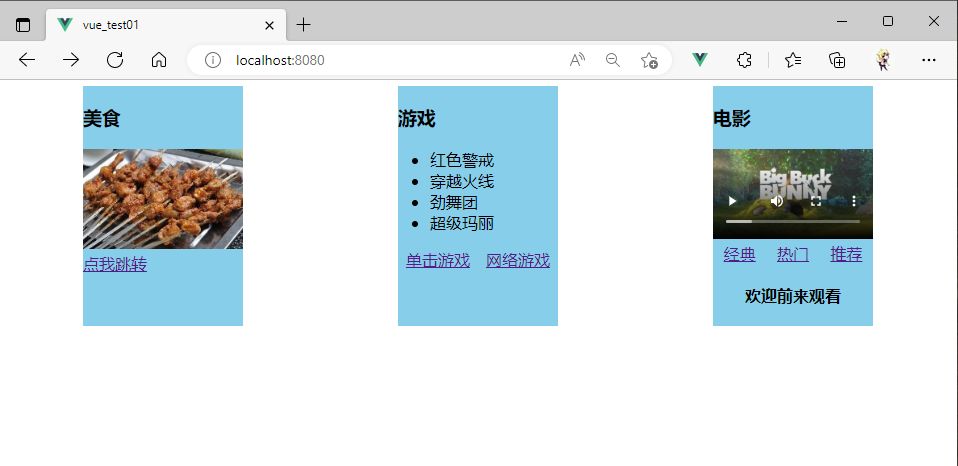 vue_test01
localhost:8080
美食
点我跳转
游戏
红色警戒
穿越火线
劲舞团
超级玛丽
单击游戏 网络游戏
电影
Big Buck
BUNNY
经典 热门 推荐
欢迎前来观看